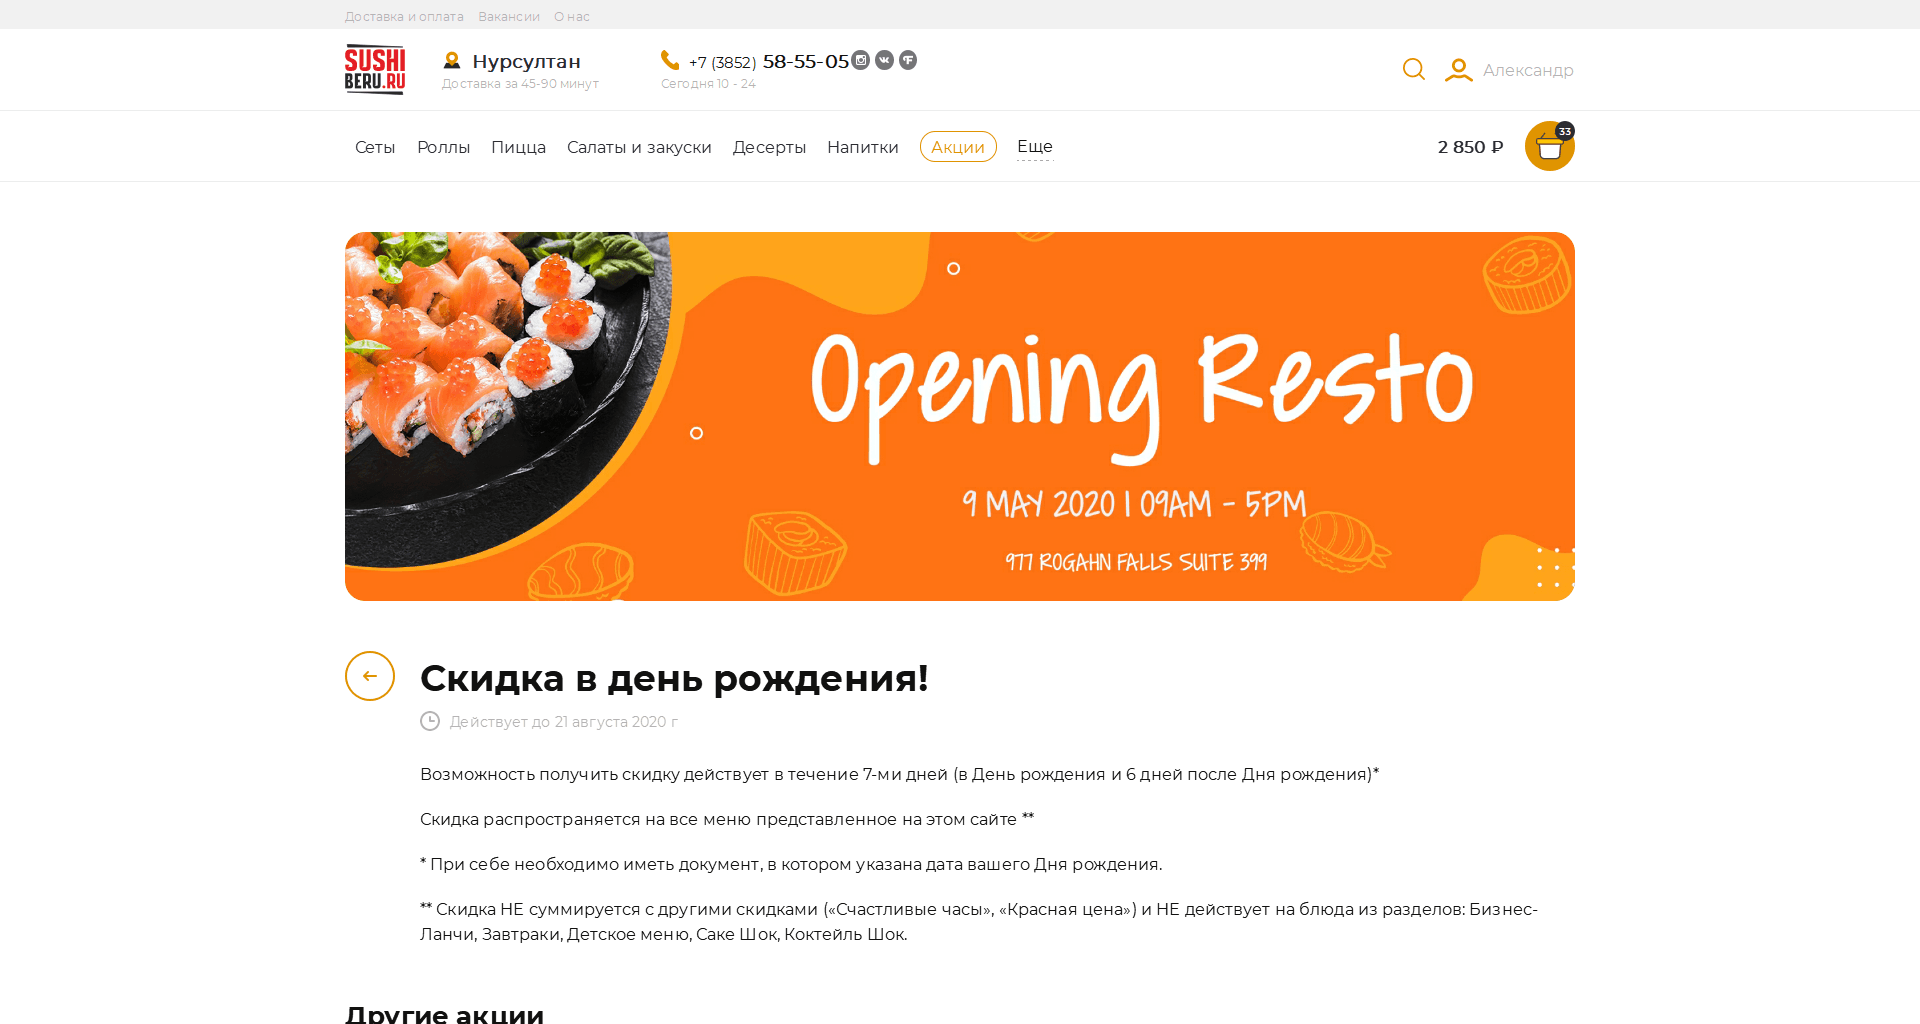 Доставка и оплата Вакансии О нас
SUSHI
BERU.RU
Нурсултан
Доставка за 45-90 минут
+7 (3852) 58-55-05
Сегодня 10 - 24
Александр
Сеты Роллы Пицца Салаты и закуски Десерты Напитки Акции Еще
2 850 ₽
33
Opening Resto
9 MAY 2020 | 09AM - 5PM
977 ROGAHN FALLS SUITE 399
Скидка в день рождения!
Действует до 21 августа 2020 г
Возможность получить скидку действует в течение 7-ми дней (в День рождения и 6 дней после Дня рождения)*
Скидка распространяется на все меню представленное на этом сайте **
* При себе необходимо иметь документ, в котором указана дата вашего Дня рождения.
** Скидка НЕ суммируется с другими скидками («Счастливые часы», «Красная цена») и НЕ действует на блюда из разделов: Бизнес-
Ланчи, Завтраки, Детское меню, Саке Шок, Коктейль Шок.
Другие акции